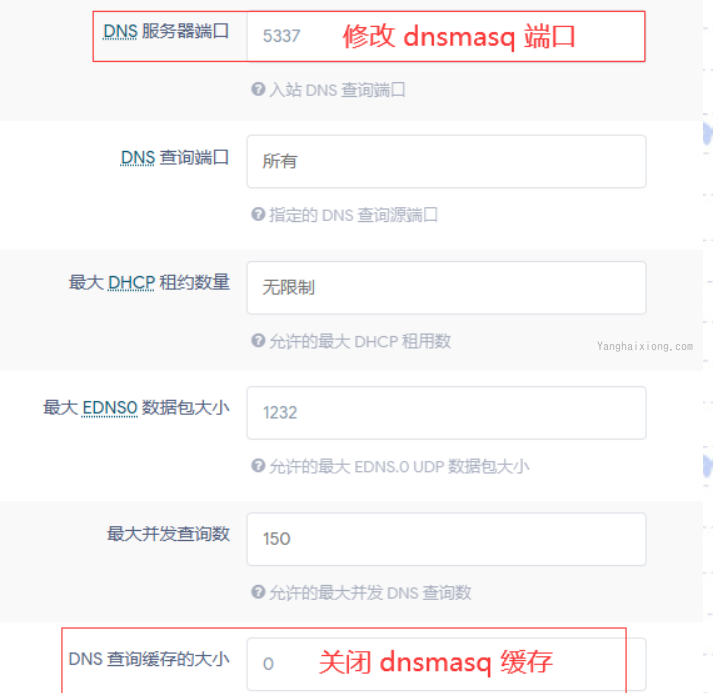 DNS 服务器端口 5337 修改 dnsmasq 端口
入站 DNS 查询端口
DNS 查询端口 所有
指定的 DNS 查询源端口
最大 DHCP 租约数量 无限制
允许的最大 DHCP 租用数
Yanghaixiong.com
最大 EDNS0 数据包大小 1232
允许的最大 EDNS.0 UDP 数据包大小
最大并发查询数 150
允许的最大并发 DNS 查询数
DNS 查询缓存的大小 0 关闭 dnsmasq 缓存